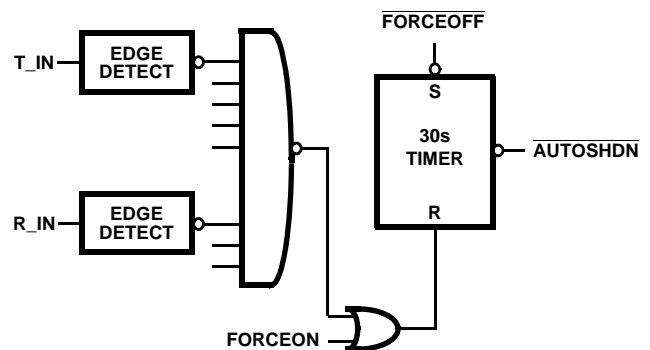 FORCEOFF
T_IN
EDGE
DETECT
S
30s
TIMER
AUTOSHDN
R_IN
EDGE
DETECT
R
FORCEON